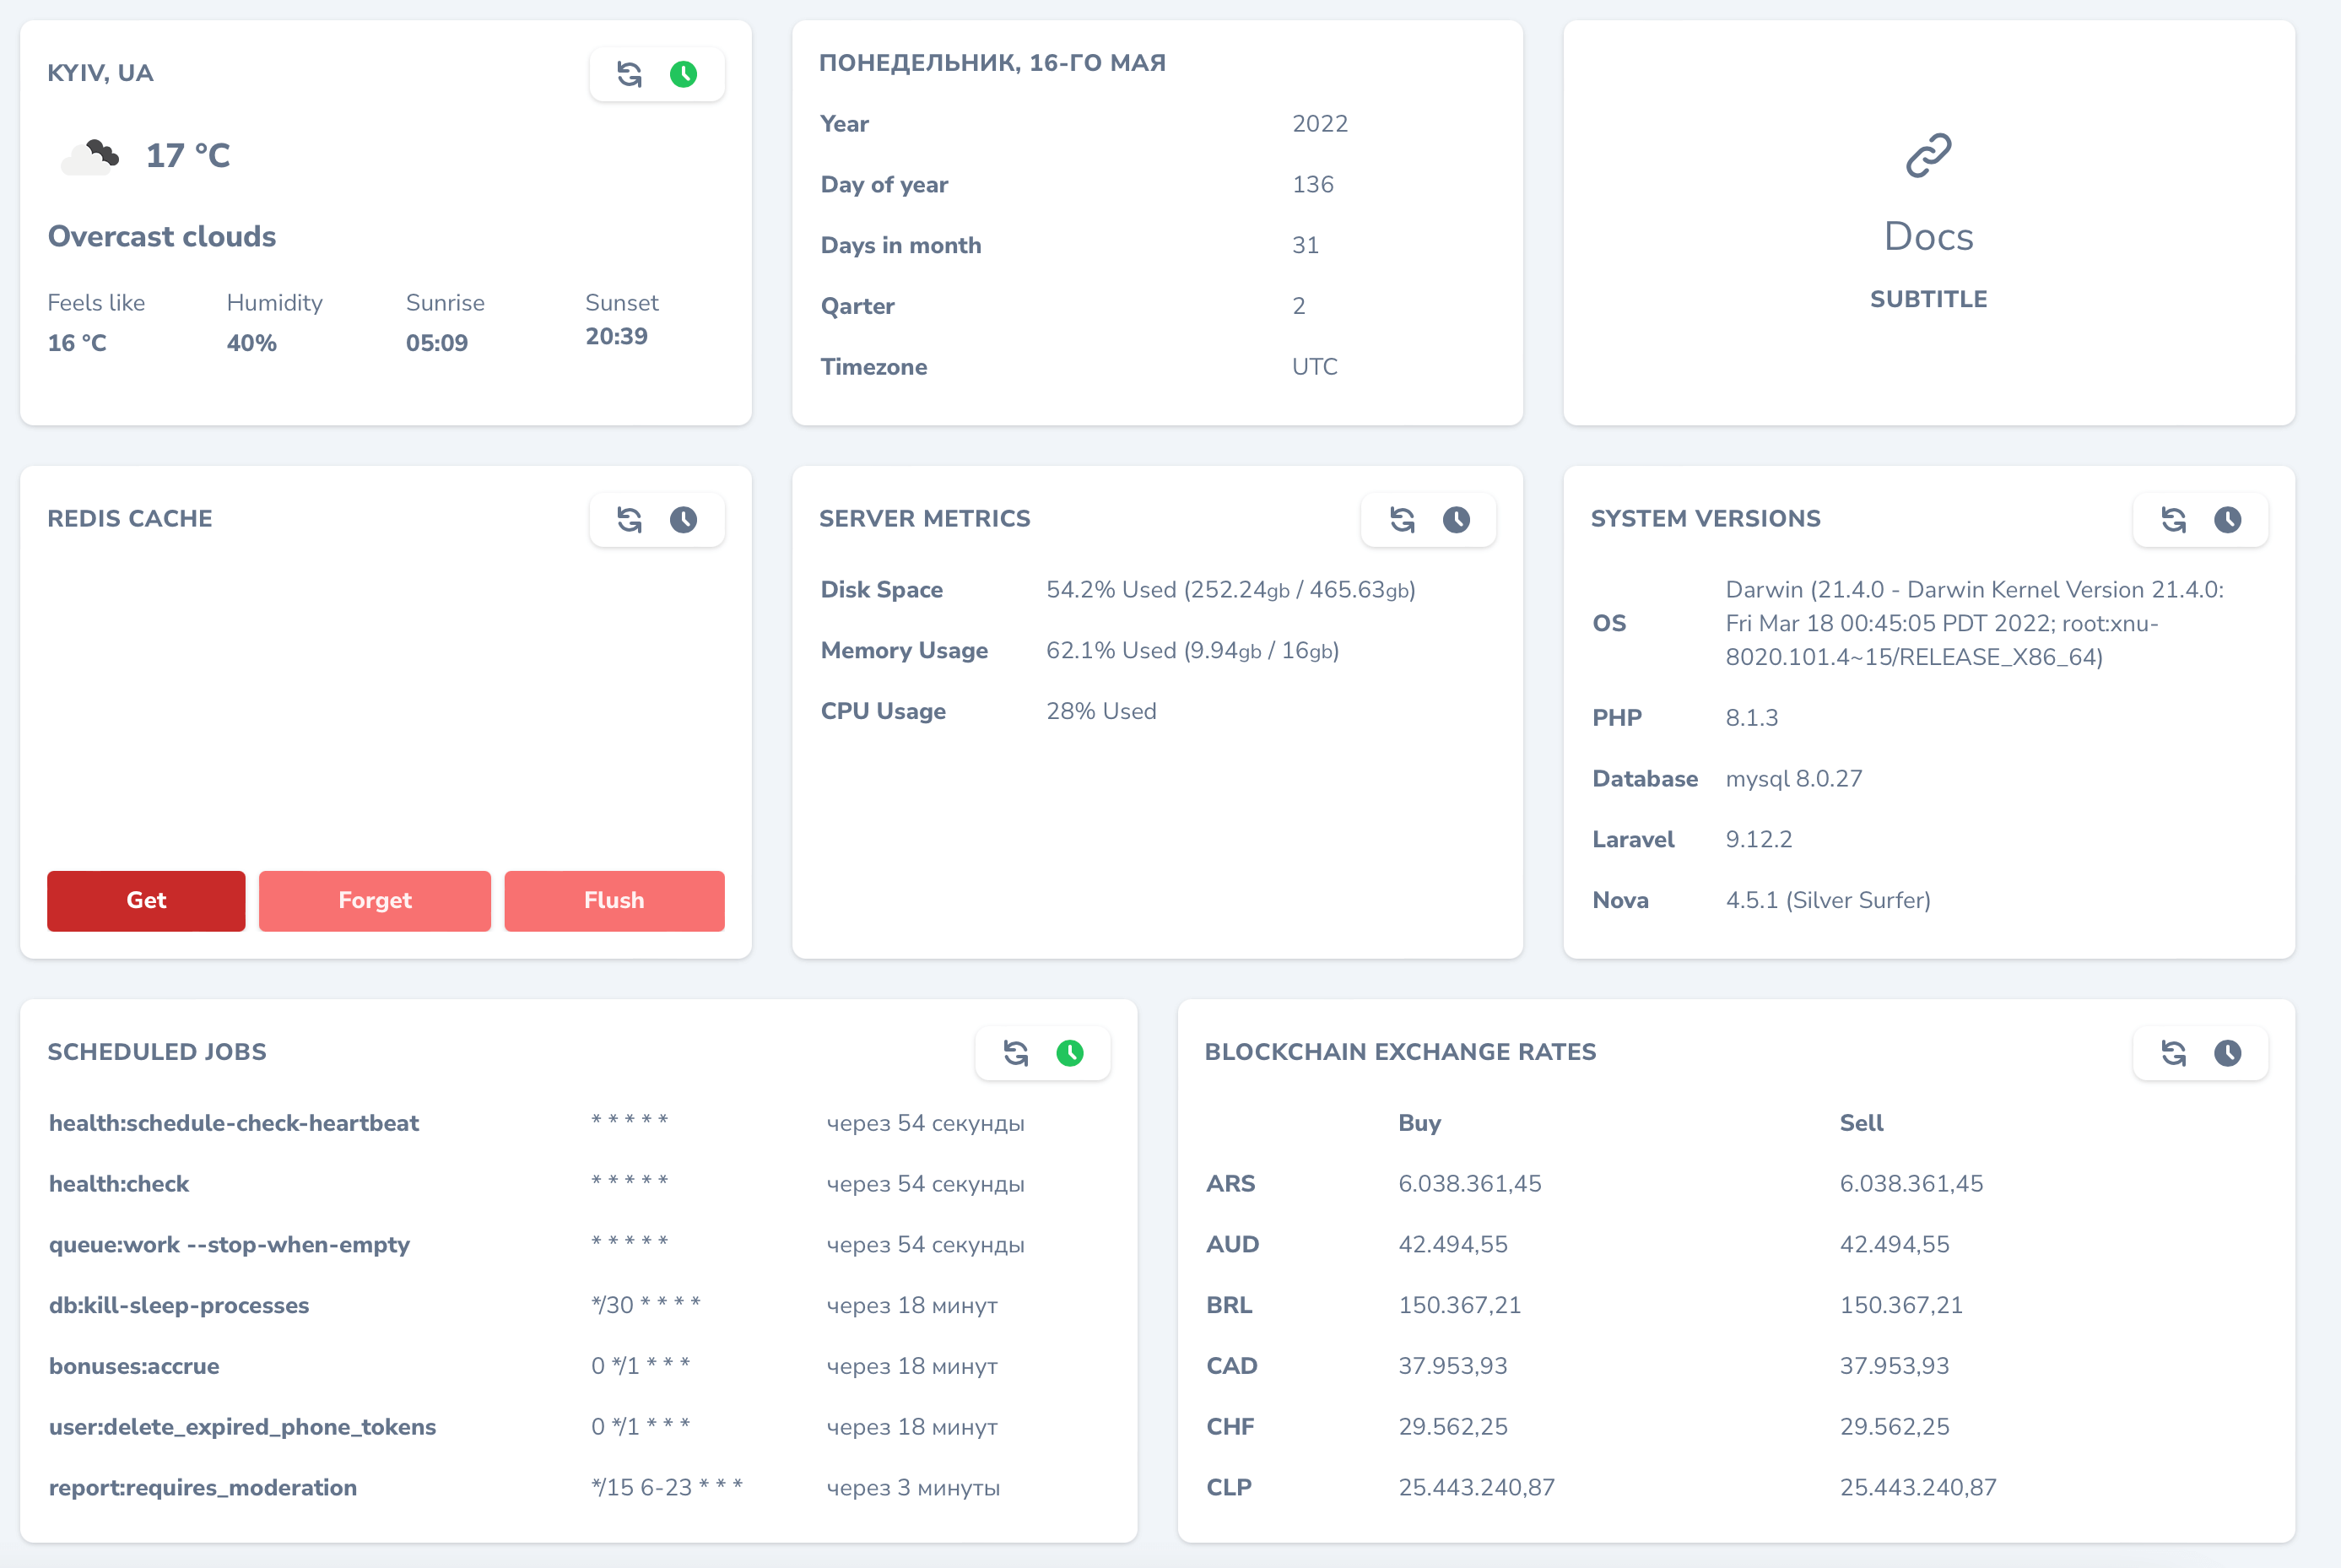 KYIV, UA
17 °C
Overcast clouds
Feels like Humidity Sunrise Sunset
16 °C 40% 05:09 20:39
ПОНЕДЕЛЬНИК, 16-ГО МАЯ
Year 2022
Day of year 136
Days in month 31
Qarter 2
Timezone UTC
Docs
SUBTITLE
REDIS CACHE
Get Forget Flush
SERVER METRICS
Disk Space 54.2% Used (252.24gb / 465.63gb)
Memory Usage 62.1% Used (9.94gb / 16gb)
CPU Usage 28% Used
SYSTEM VERSIONS
OS Darwin (21.4.0 - Darwin Kernel Version 21.4.0:
Fri Mar 18 00:45:05 PDT 2022; root:xnu-
8020.101.4~15/RELEASE_X86_64)
PHP 8.1.3
Database mysql 8.0.27
Laravel 9.12.2
Nova 4.5.1 (Silver Surfer)
SCHEDULED JOBS
health:schedule-check-heartbeat * * * * * через 54 секунды
health:check * * * * * через 54 секунды
queue:work --stop-when-empty * * * * * через 54 секунды
db:kill-sleep-processes */30 * * * * через 18 минут
bonuses:accrue 0 */1 * * * через 18 минут
user:delete_expired_phone_tokens 0 */1 * * * через 18 минут
report:requires_moderation */15 6-23 * * * через 3 минуты
BLOCKCHAIN EXCHANGE RATES
Buy Sell
ARS 6.038.361,45 6.038.361,45
AUD 42.494,55 42.494,55
BRL 150.367,21 150.367,21
CAD 37.953,93 37.953,93
CHF 29.562,25 29.562,25
CLP 25.443.240,87 25.443.240,87